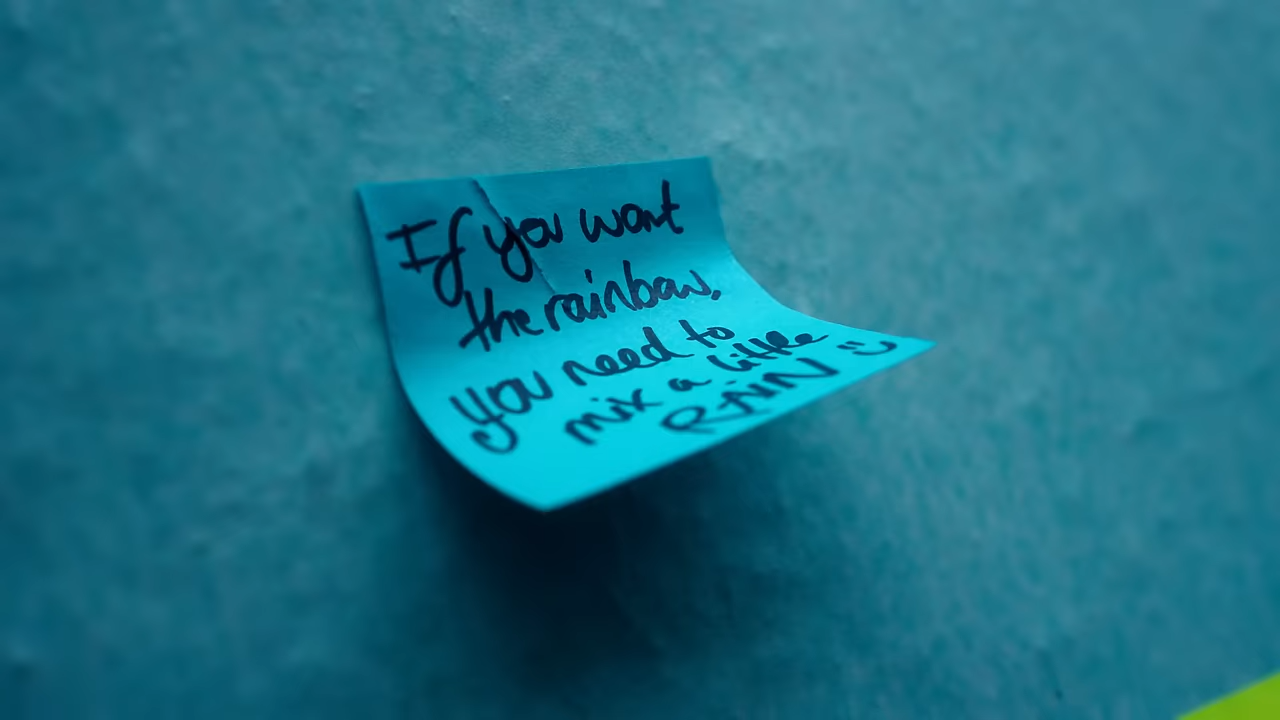 If you want
the rainbow,
you need to
mix a little
RAiN :)